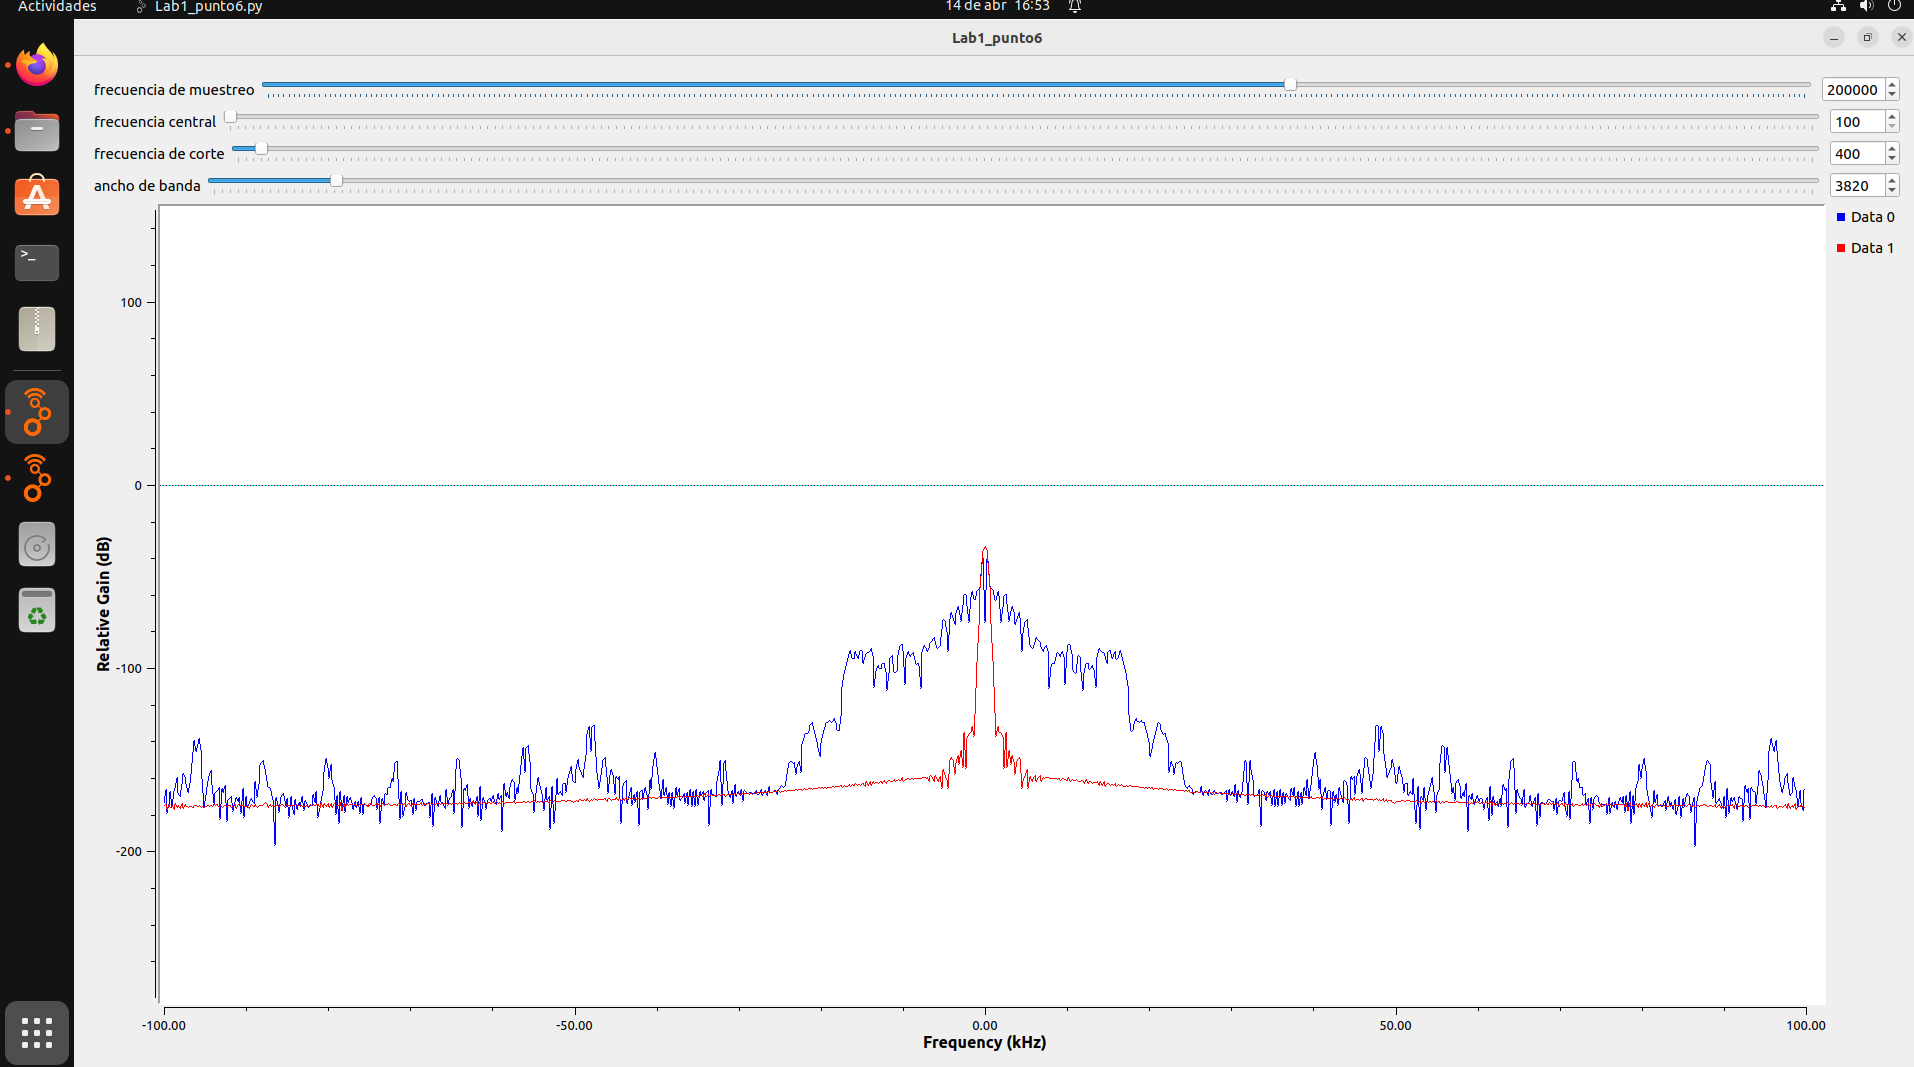 Actividades Lab1_punto6.py 14 de abr 16:53
Lab1_punto6
frecuencia de muestreo 200000
frecuencia central 100
frecuencia de corte 400
ancho de banda 3820
Data 0
Data 1
100
0
-100
-200
Relative Gain (dB)
-100.00 -50.00 0.00 50.00 100.00
Frequency (kHz)